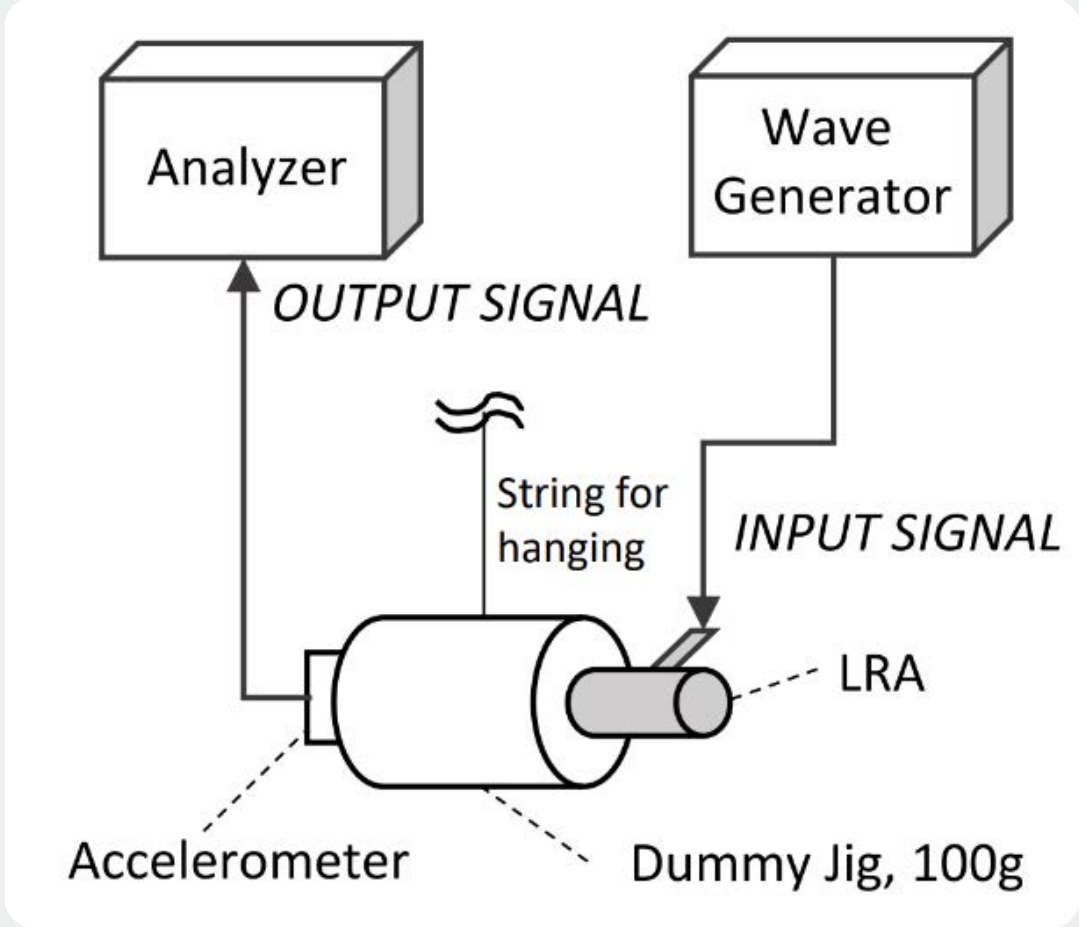 Analyzer
Wave
Generator
OUTPUT SIGNAL
String for
hanging
INPUT SIGNAL
LRA
Accelerometer
Dummy Jig, 100g